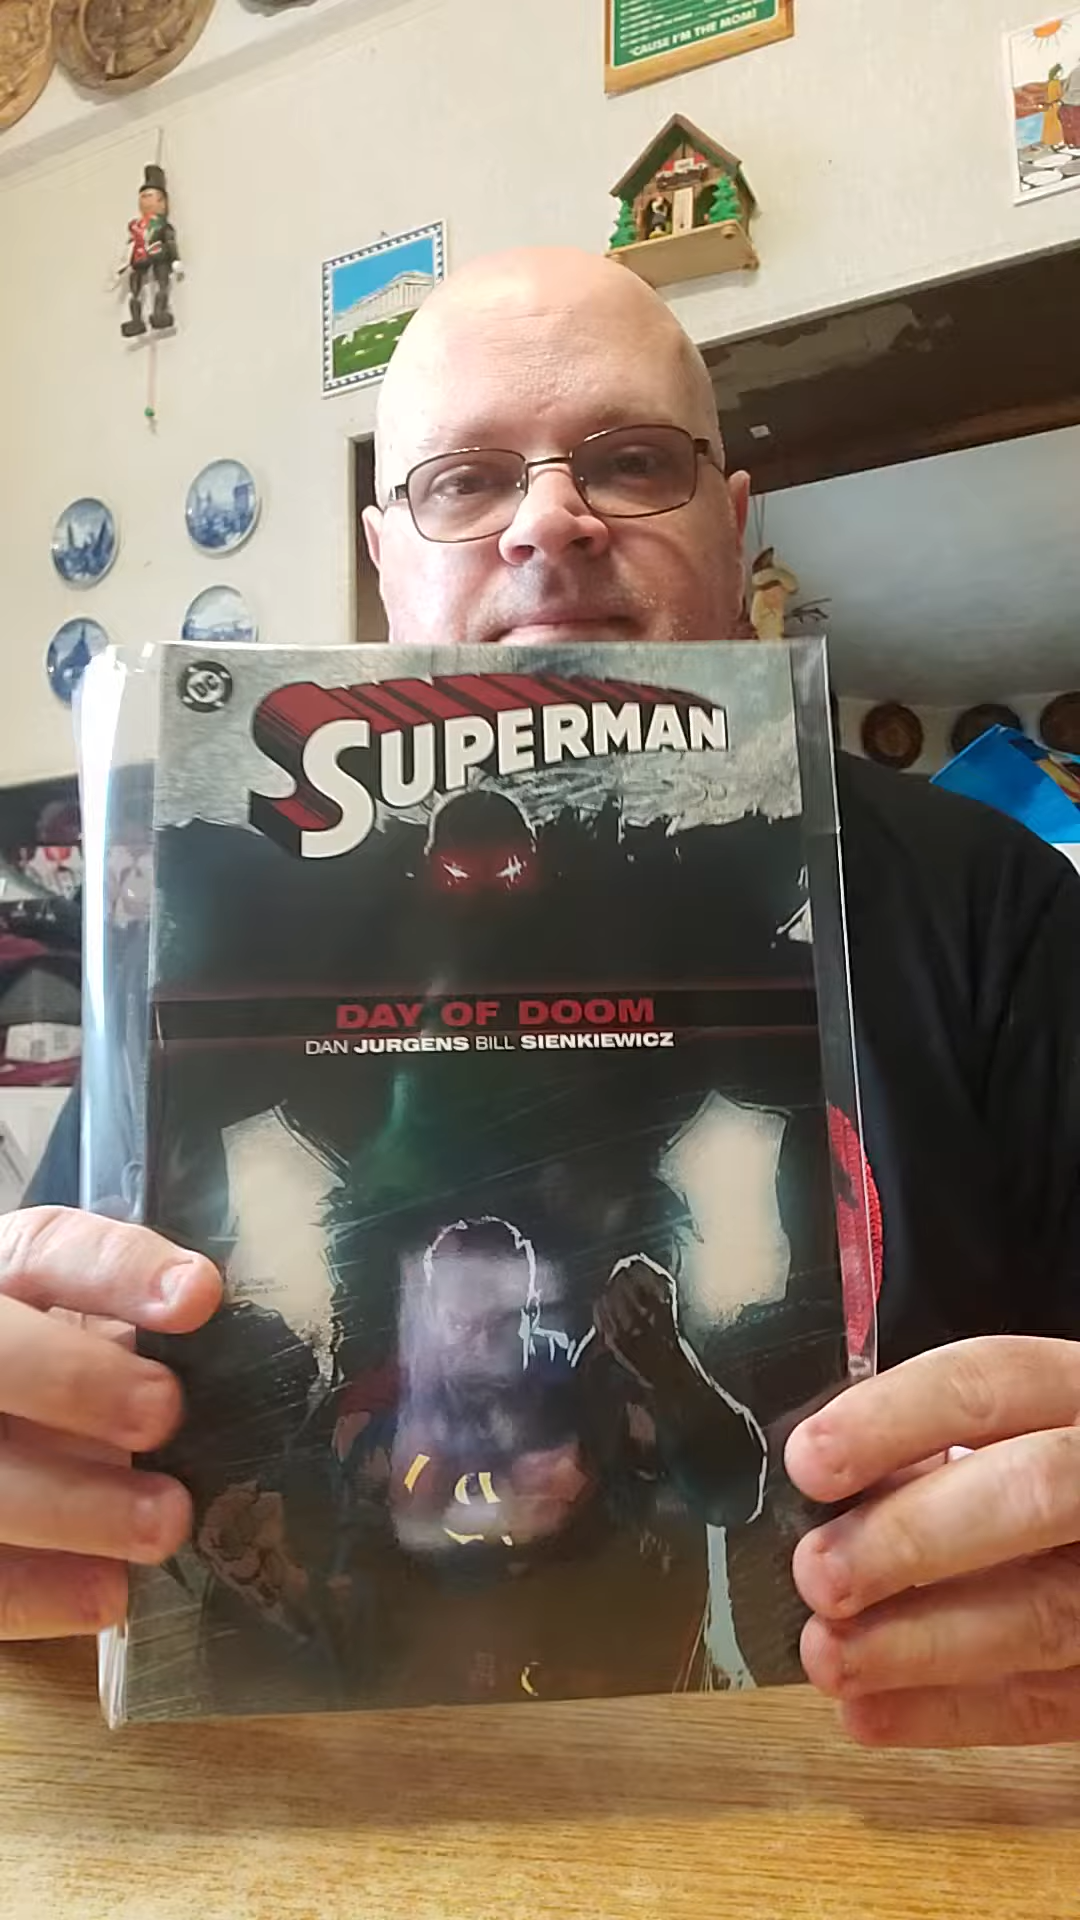 'CAUSE I'M THE MOM!
DC
SUPERMAN
DAY OF DOOM
DAN JURGENS BILL SIENKIEWICZ